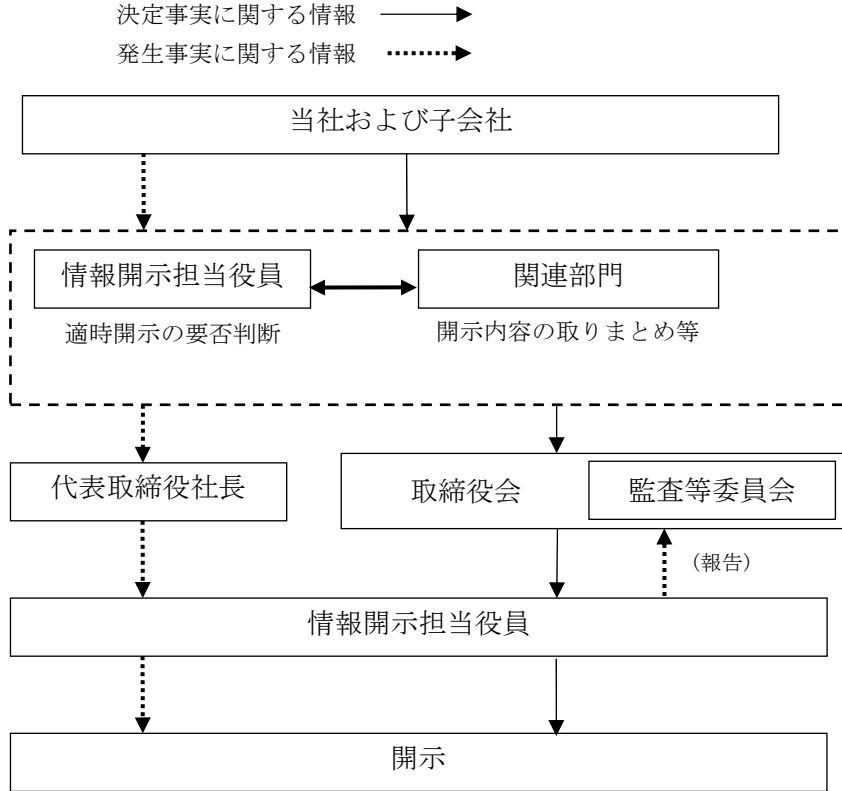 決定事実に関する情報
発生事実に関する情報
当社および子会社
情報開示担当役員
関連部門
適時開示の要否判断
開示内容の取りまとめ等
代表取締役社長
取締役会
監査等委員会
（報告）
情報開示担当役員
開示